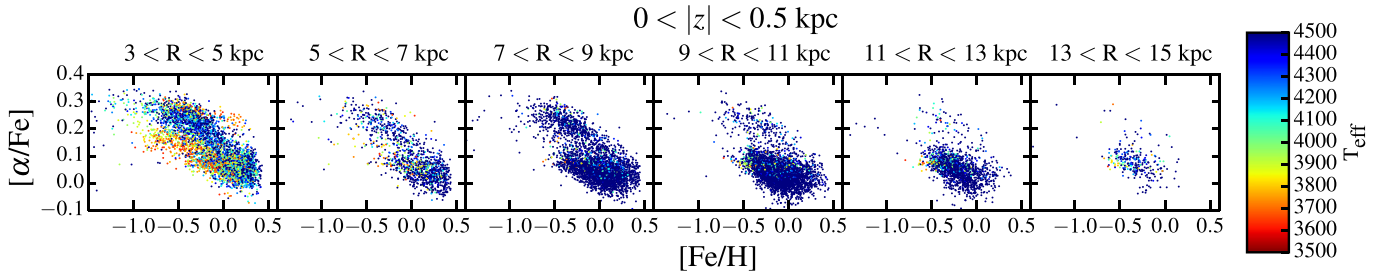 0 < |z| < 0.5 kpc
3 < R < 5 kpc 5 < R < 7 kpc 7 < R < 9 kpc 9 < R < 11 kpc 11 < R < 13 kpc 13 < R < 15 kpc
[α/Fe]
0.4
0.3
0.2
0.1
0.0
−0.1
−1.0 −0.5 0.0 0.5 −1.0 −0.5 0.0 0.5 −1.0 −0.5 0.0 0.5 −1.0 −0.5 0.0 0.5 −1.0 −0.5 0.0 0.5 −1.0 −0.5 0.0 0.5
[Fe/H]
4500
4400
4300
4200
4100
4000
3900
3800
3700
3600
3500
Teff